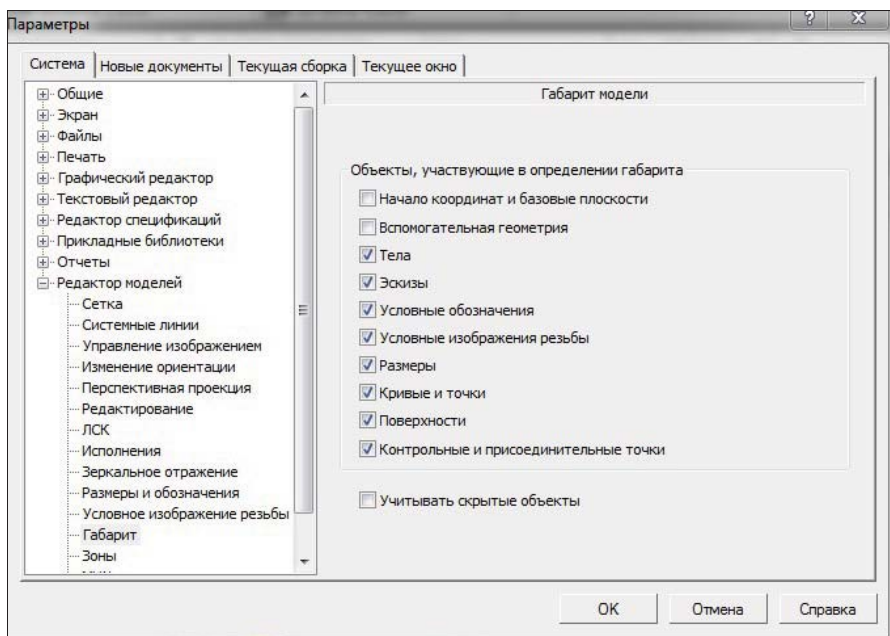 Параметры
Система Новые документы Текущая сборка Текущее окно
Общие
Экран
Файлы
Печать
Графический редактор
Текстовый редактор
Редактор спецификаций
Прикладные библиотеки
Отчеты
Редактор моделей
Сетка
Системные линии
Управление изображением
Изменение ориентации
Перспективная проекция
Редактирование
ЛСК
Исполнения
Зеркальное отражение
Размеры и обозначения
Условное изображение резьбы
Габарит
Зоны
Габарит модели
Объекты, участвующие в определении габарита
Начало координат и базовые плоскости
Вспомогательная геометрия
Тела
Эскизы
Условные обозначения
Условные изображения резьбы
Размеры
Кривые и точки
Поверхности
Контрольные и присоединительные точки
Учитывать скрытые объекты
OK Отмена Справка